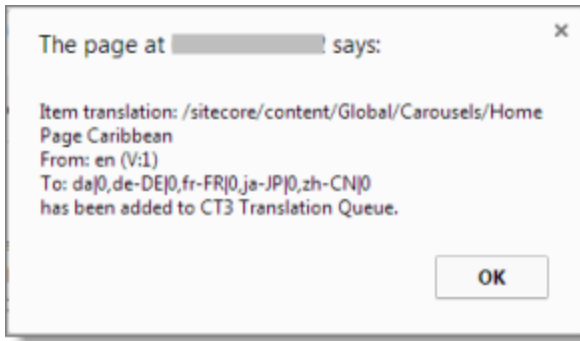 The page at says:
Item translation: /sitecore/content/Global/Carousels/Home
Page Caribbean
From: en (V:1)
To: da|0,de-DE|0,fr-FR|0,ja-JP|0,zh-CN|0
has been added to CT3 Translation Queue.
OK